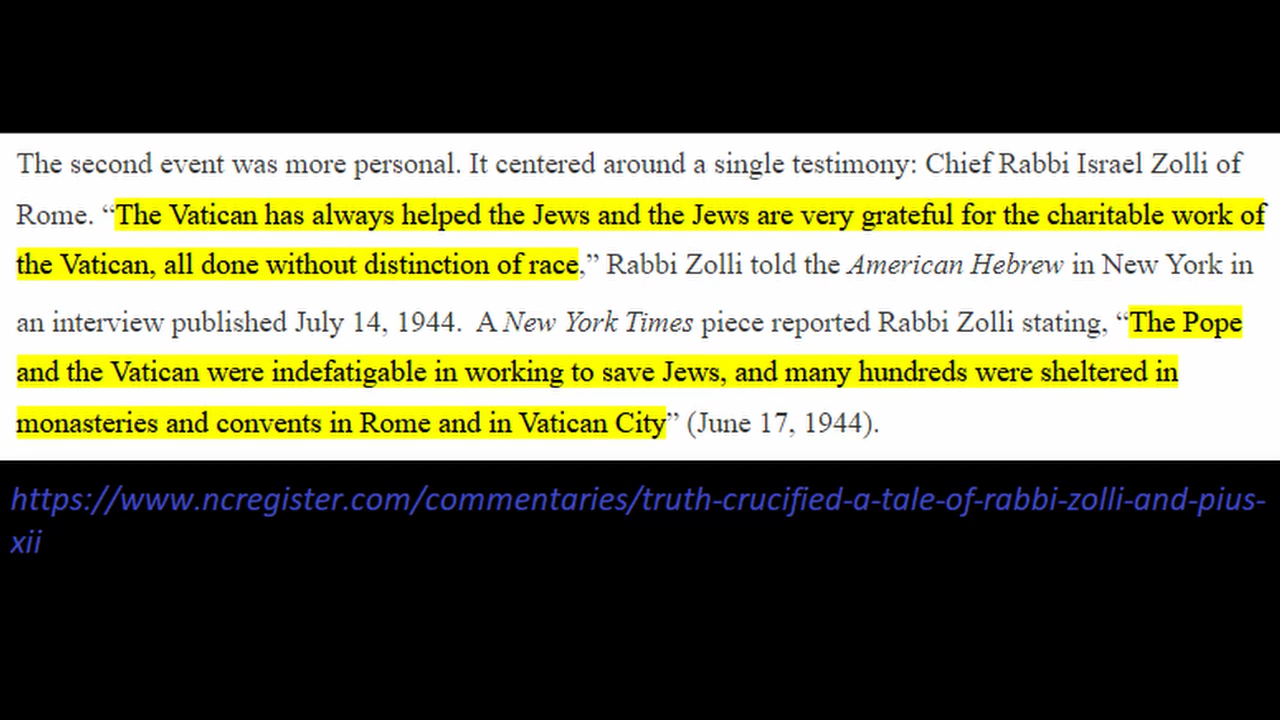 The second event was more personal. It centered around a single testimony: Chief Rabbi Israel Zolli of
Rome. “The Vatican has always helped the Jews and the Jews are very grateful for the charitable work of
the Vatican, all done without distinction of race,” Rabbi Zolli told the American Hebrew in New York in
an interview published July 14, 1944.  A New York Times piece reported Rabbi Zolli stating, “The Pope
and the Vatican were indefatigable in working to save Jews, and many hundreds were sheltered in
monasteries and convents in Rome and in Vatican City” (June 17, 1944).
https://www.ncregister.com/commentaries/truth-crucified-a-tale-of-rabbi-zolli-and-pius-
xii